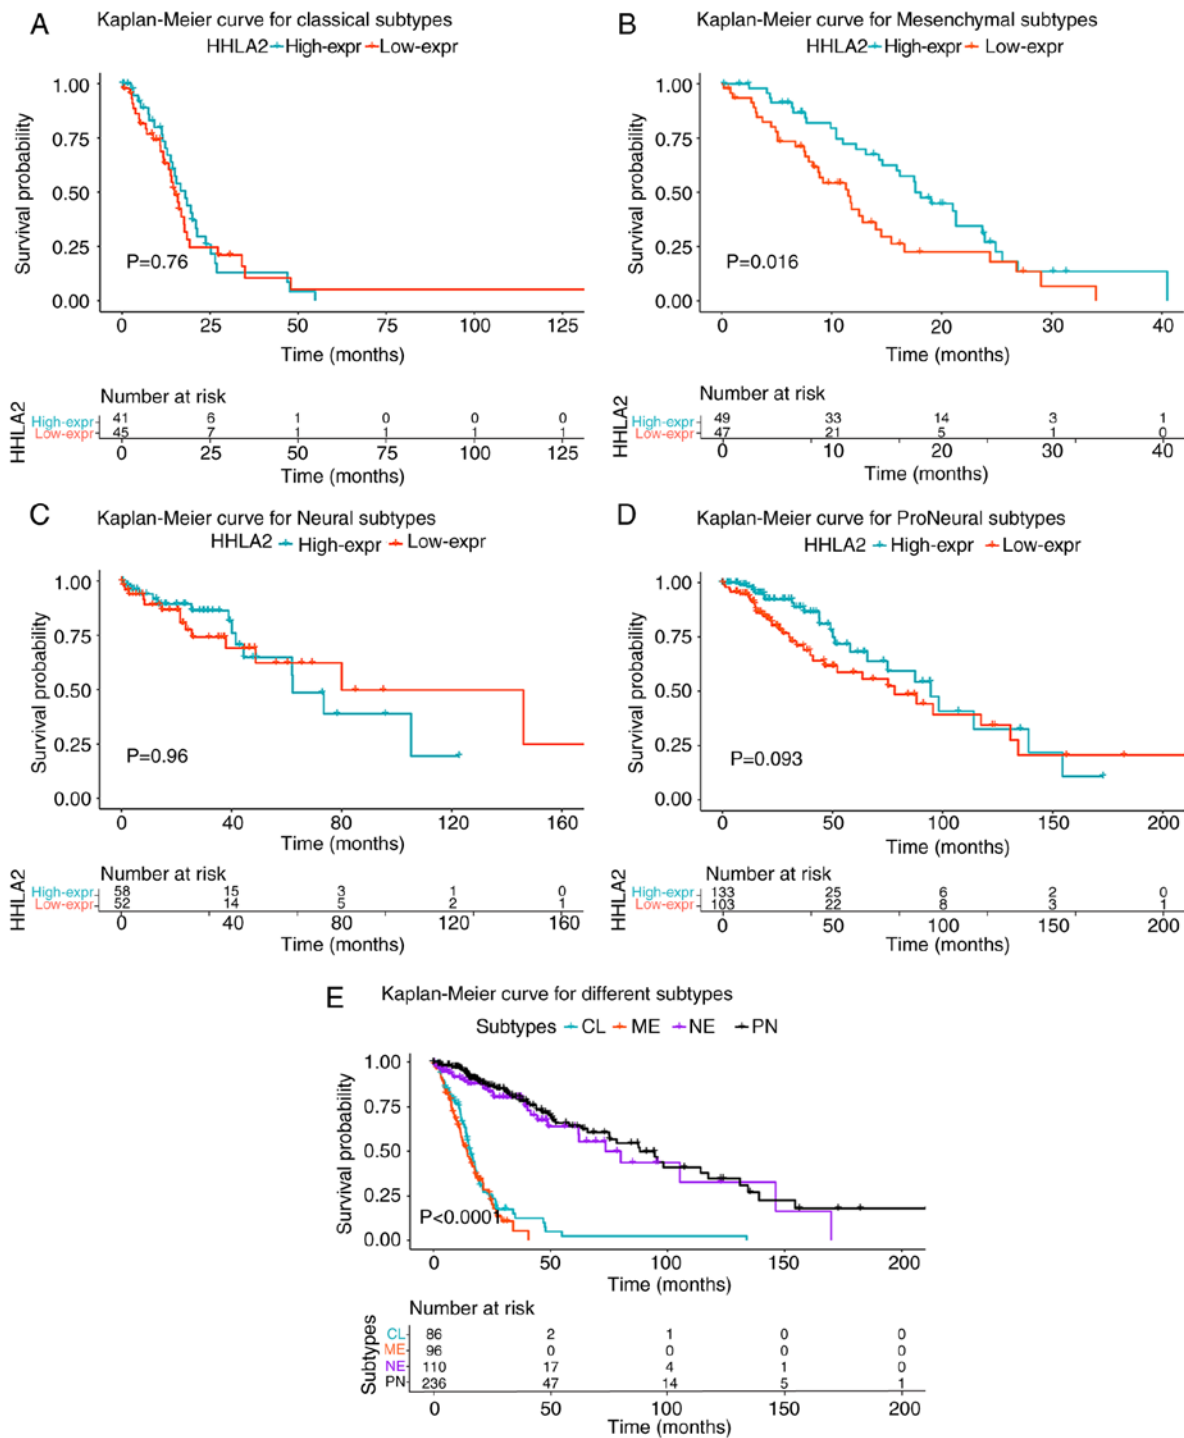 A Kaplan-Meier curve for classical subtypes
HHLA2 High-expr Low-expr
Survival probability
1.00
0.75
0.50
0.25
0.00
P=0.76
0 25 50 75 100 125
Time (months)
Number at risk
HHLA2
High-expr 41 6 1 0 0 0
Low-expr 45 7 1 1 1
0 25 50 75 100 125
Time (months)
B Kaplan-Meier curve for Mesenchymal subtypes
HHLA2 High-expr Low-expr
Survival probability
1.00
0.75
0.50
0.25
0.00
P=0.016
0 10 20 30 40
Time (months)
Number at risk
HHLA2
High-expr 49 33 14 3 1
Low-expr 47 21 5 1 0
0 10 20 30 40
Time (months)
C Kaplan-Meier curve for Neural subtypes
HHLA2 High-expr Low-expr
Survival probability
1.00
0.75
0.50
0.25
0.00
P=0.96
0 40 80 120 160
Time (months)
Number at risk
HHLA2
High-expr 58 15 3 1 0
Low-expr 52 14 5 2 1
0 40 80 120 160
Time (months)
D Kaplan-Meier curve for ProNeural subtypes
HHLA2 High-expr Low-expr
Survival probability
1.00
0.75
0.50
0.25
0.00
P=0.093
0 50 100 150 200
Time (months)
Number at risk
HHLA2
High-expr 133 25 6 2 0
Low-expr 103 22 8 3 1
0 50 100 150 200
Time (months)
E Kaplan-Meier curve for different subtypes
Subtypes CL ME NE PN
Survival probability
1.00
0.75
0.50
0.25
0.00
P<0.0001
0 50 100 150 200
Time (months)
Number at risk
Subtypes
CL 86 2 1 0 0
ME 96 0 0 0 0
NE 110 17 4 1 0
PN 236 47 14 5 1
0 50 100 150 200
Time (months)